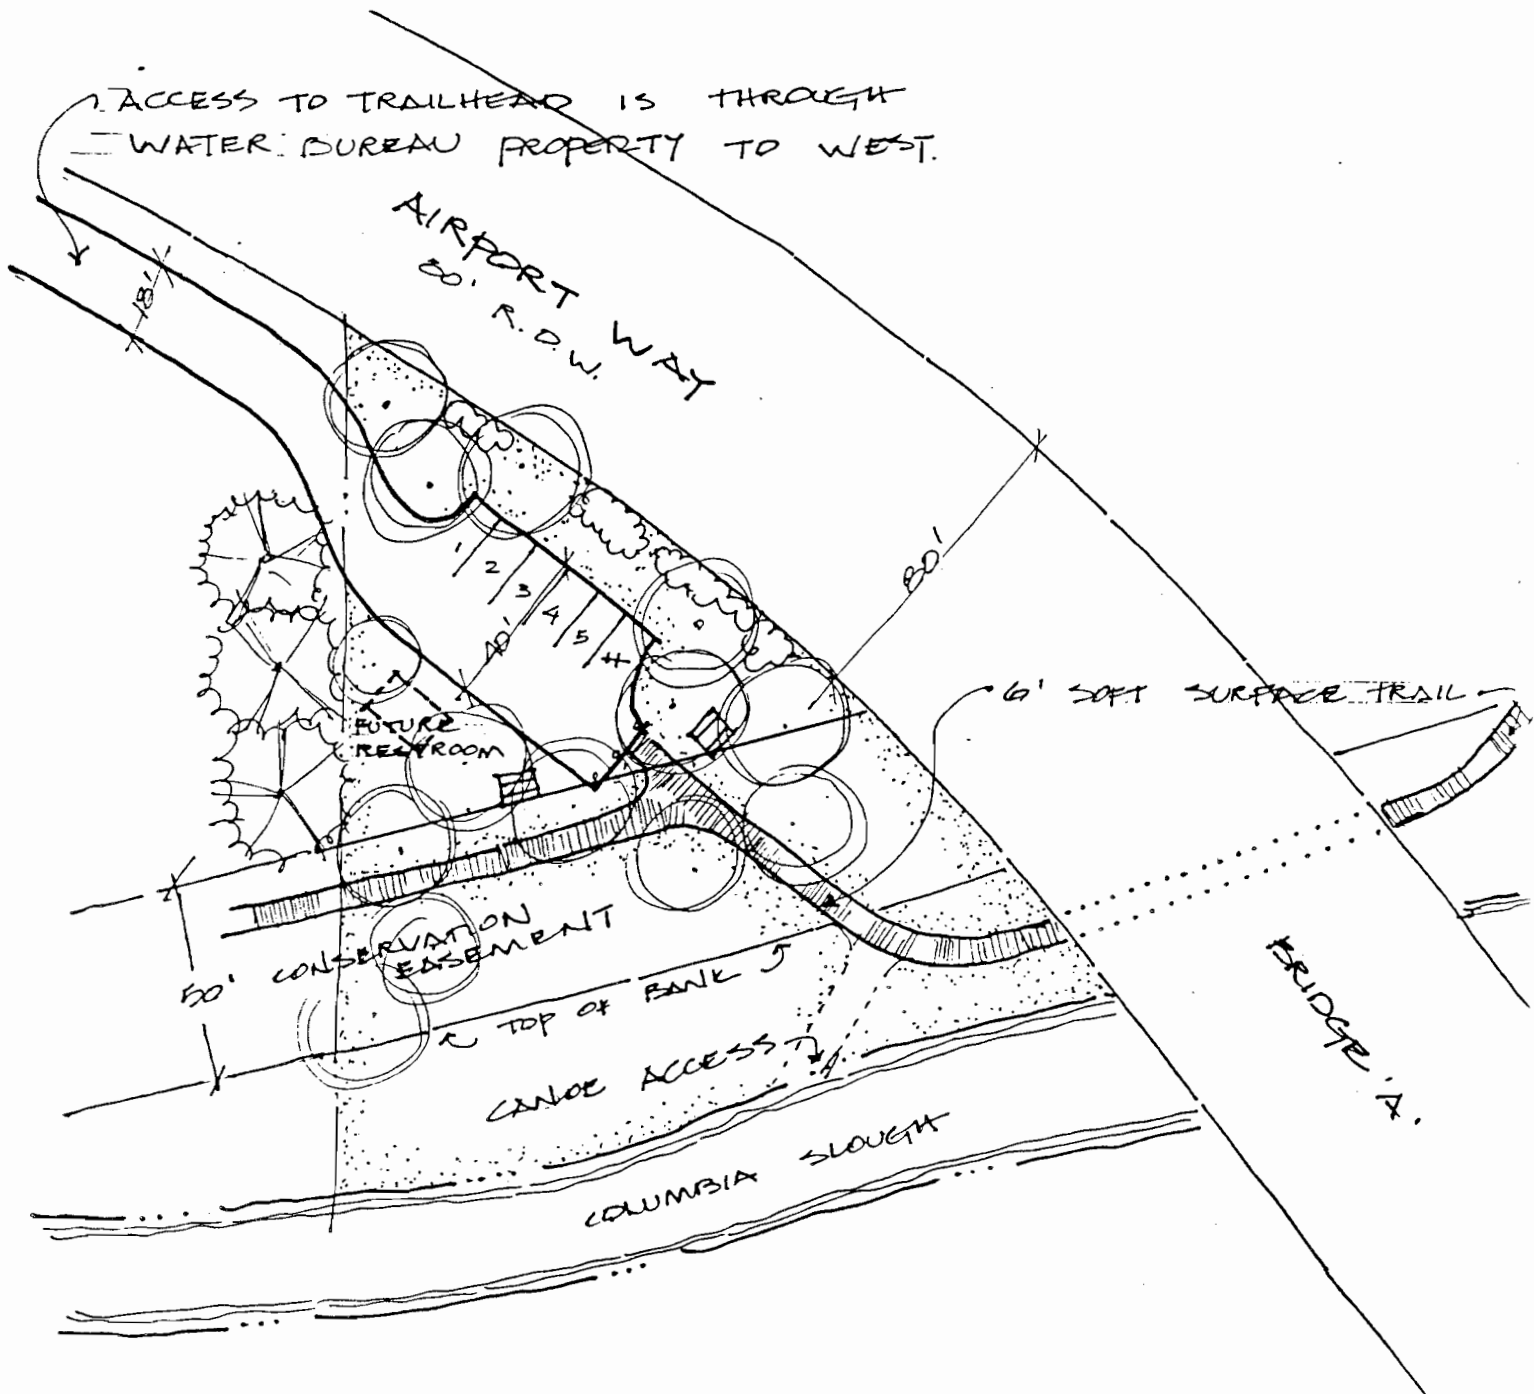 ACCESS TO TRAILHEAD IS THROUGH
WATER BUREAU PROPERTY TO WEST.
AIRPORT WAY
80' R.O.W.
18'
1
2
3
4
5
H
40'
80'
6' SOFT SURFACE TRAIL
FUTURE
RESTROOM
50' CONSERVATION
EASEMENT
TOP OF BANK
CANOE ACCESS
COLUMBIA SLOUGH
BRIDGE 'A'.